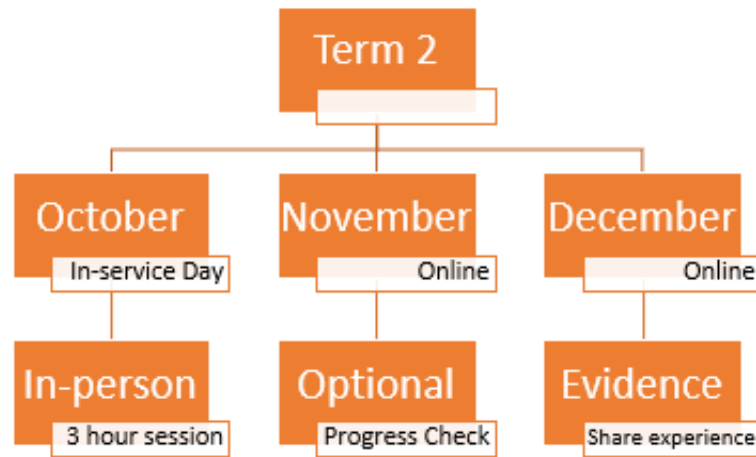 Term 2
October
In-service Day
November
Online
December
Online
In-person
3 hour session
Optional
Progress Check
Evidence
Share experience